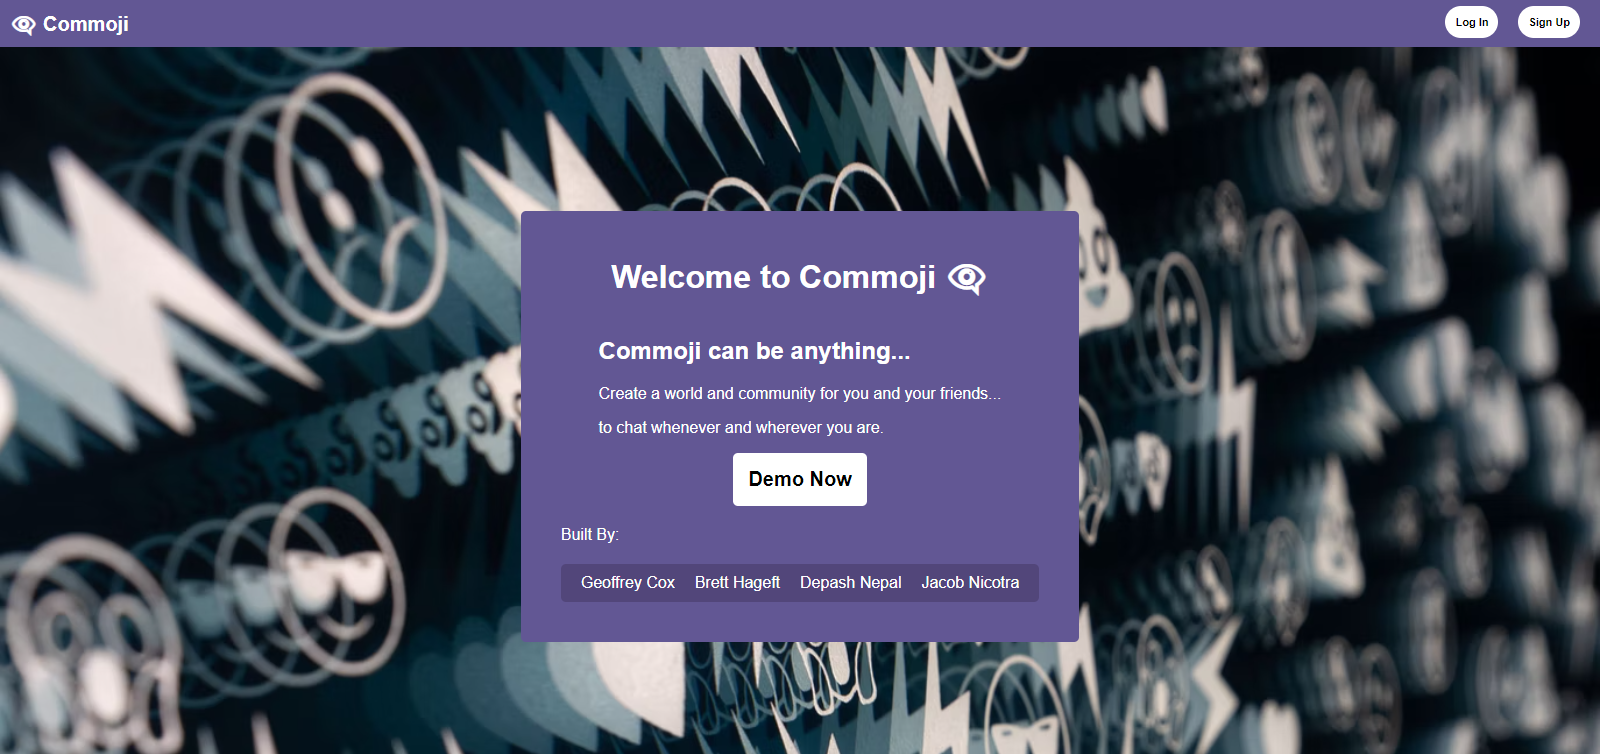 Commoji
Log In
Sign Up
Welcome to Commoji
Commoji can be anything...
Create a world and community for you and your friends...
to chat whenever and wherever you are.
Demo Now
Built By:
Geoffrey Cox Brett Hageft Depash Nepal Jacob Nicotra